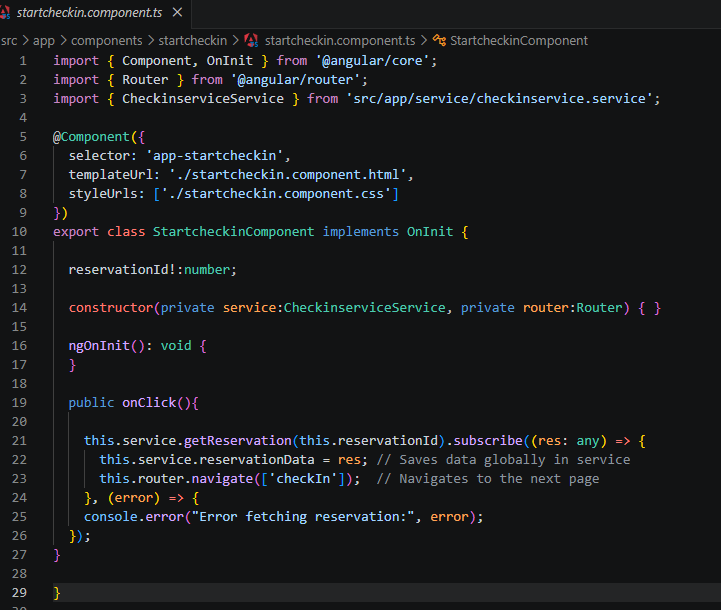 startcheckin.component.ts ×
src > app > components > startcheckin > startcheckin.component.ts > StartcheckinComponent
1 import { Component, OnInit } from '@angular/core';
2 import { Router } from '@angular/router';
3 import { CheckinserviceService } from 'src/app/service/checkinservice.service';
4
5 @Component({
6   selector: 'app-startcheckin',
7   templateUrl: './startcheckin.component.html',
8   styleUrls: ['./startcheckin.component.css']
9 })
10 export class StartcheckinComponent implements OnInit {
11
12   reservationId!:number;
13
14   constructor(private service:CheckinserviceService, private router:Router) { }
15
16   ngOnInit(): void {
17   }
18
19   public onClick(){
20
21     this.service.getReservation(this.reservationId).subscribe((res: any) => {
22       this.service.reservationData = res; // Saves data globally in service
23       this.router.navigate(['checkIn']);  // Navigates to the next page
24     }, (error) => {
25     console.error("Error fetching reservation:", error);
26   });
27 }
28
29 }